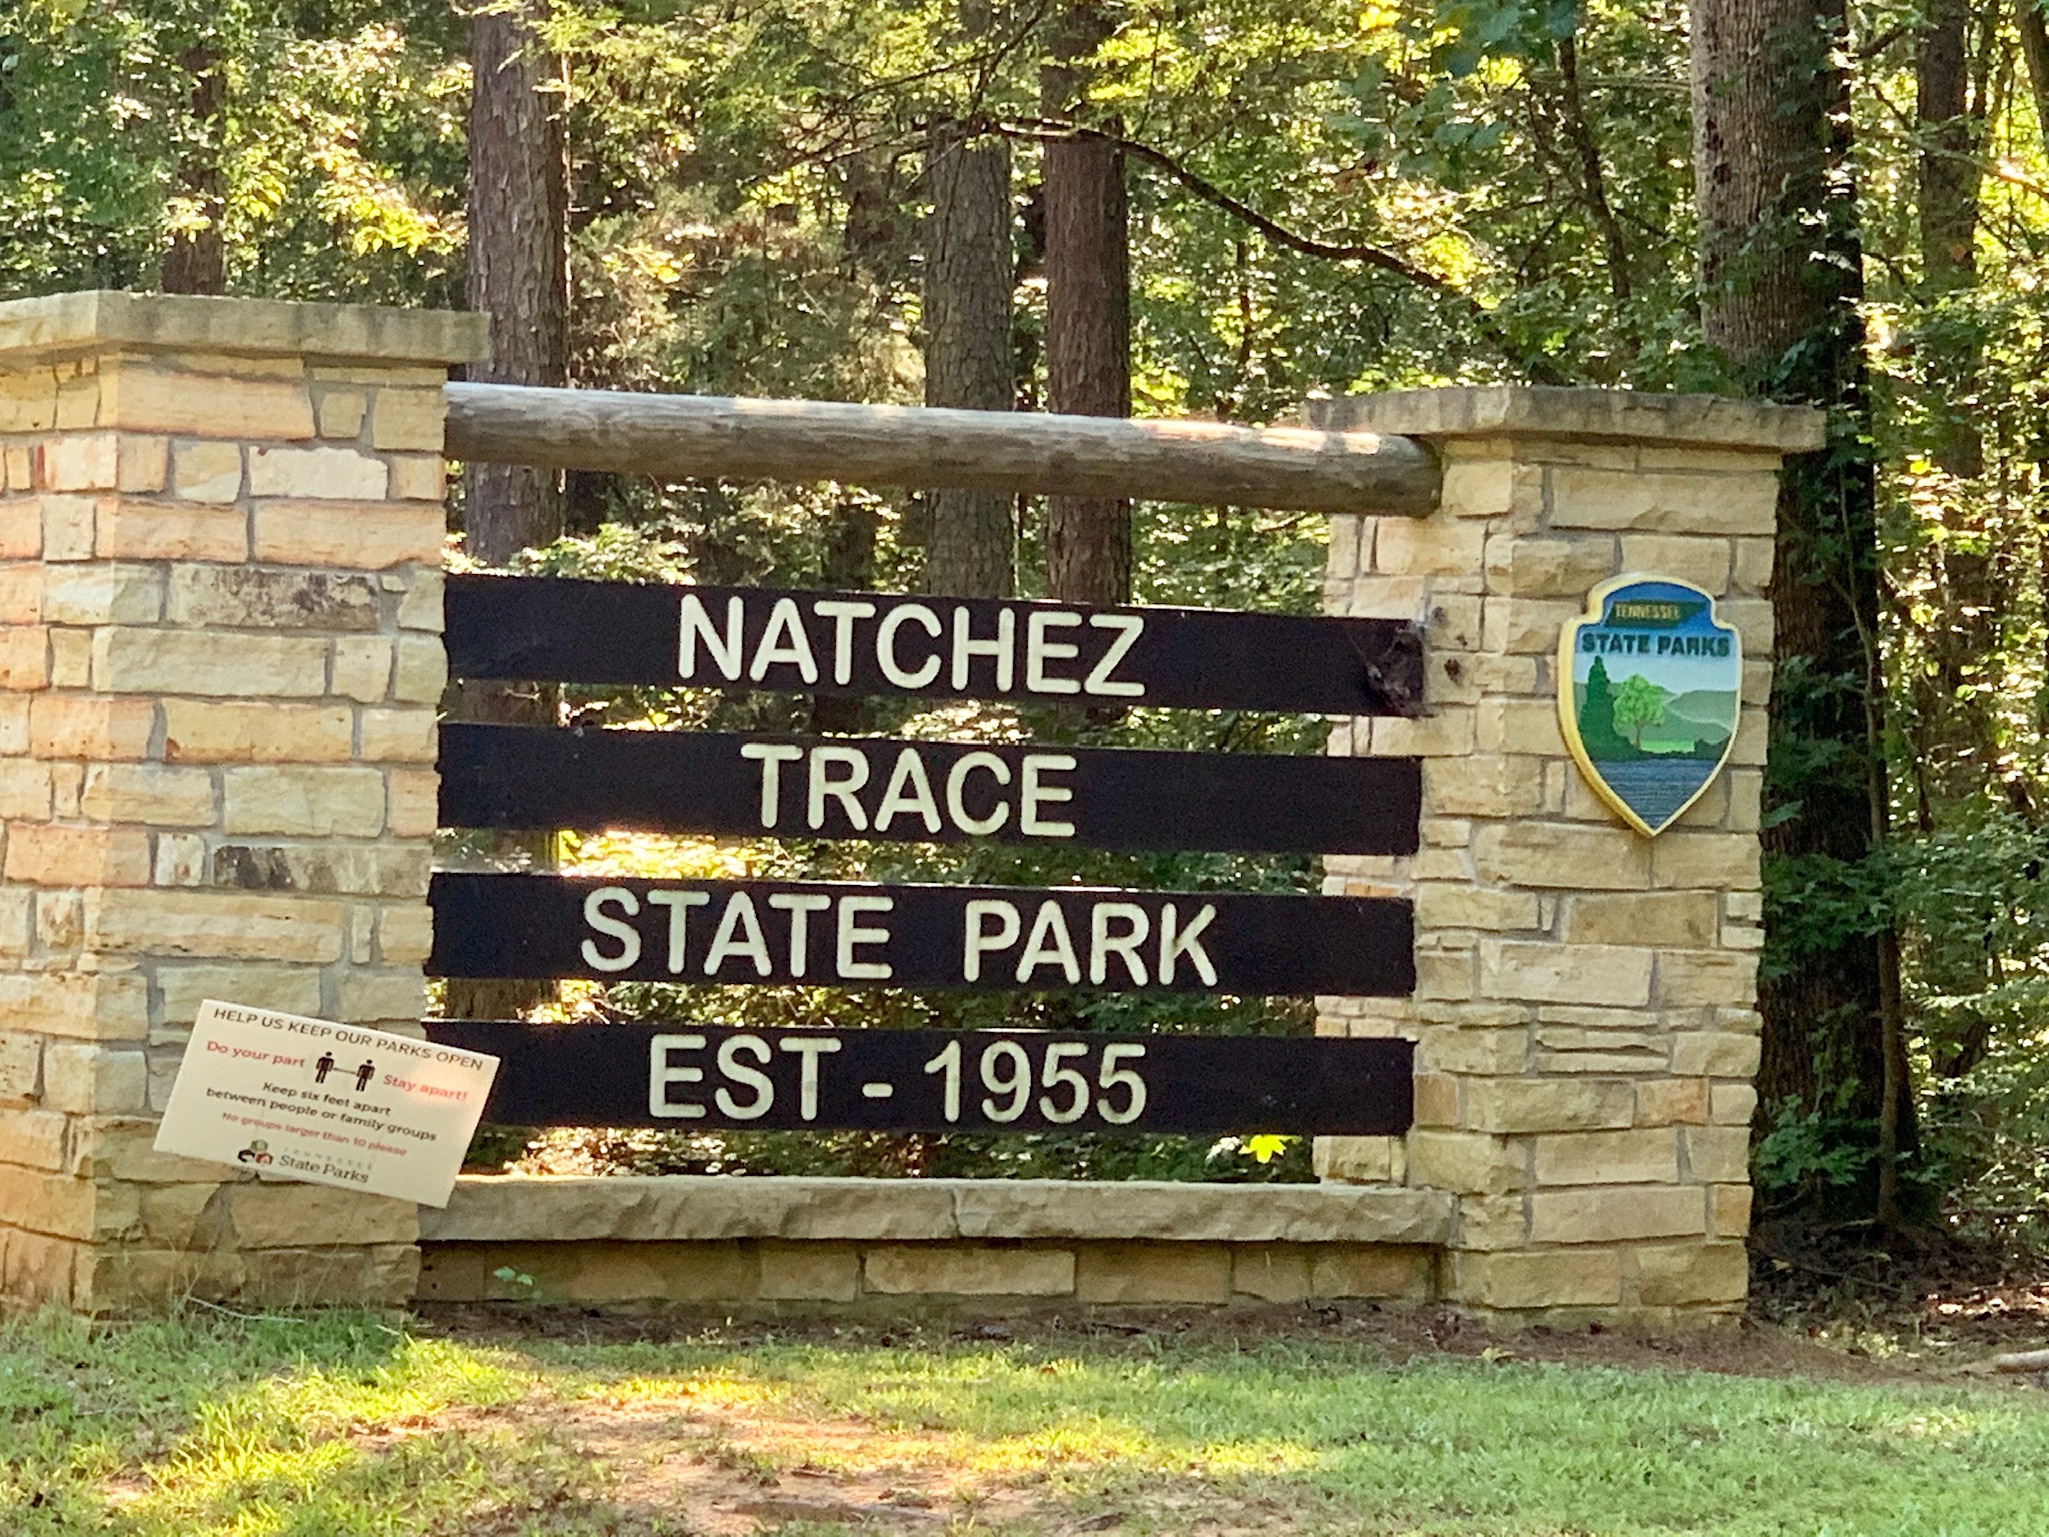 NATCHEZ
TRACE
STATE PARK
EST - 1955
TENNESSEE
STATE PARKS
HELP US KEEP OUR PARKS OPEN
Do your part
Stay apart!
Keep six feet apart
between people or family groups
No groups larger than 10 please
TENNESSEE
State Parks